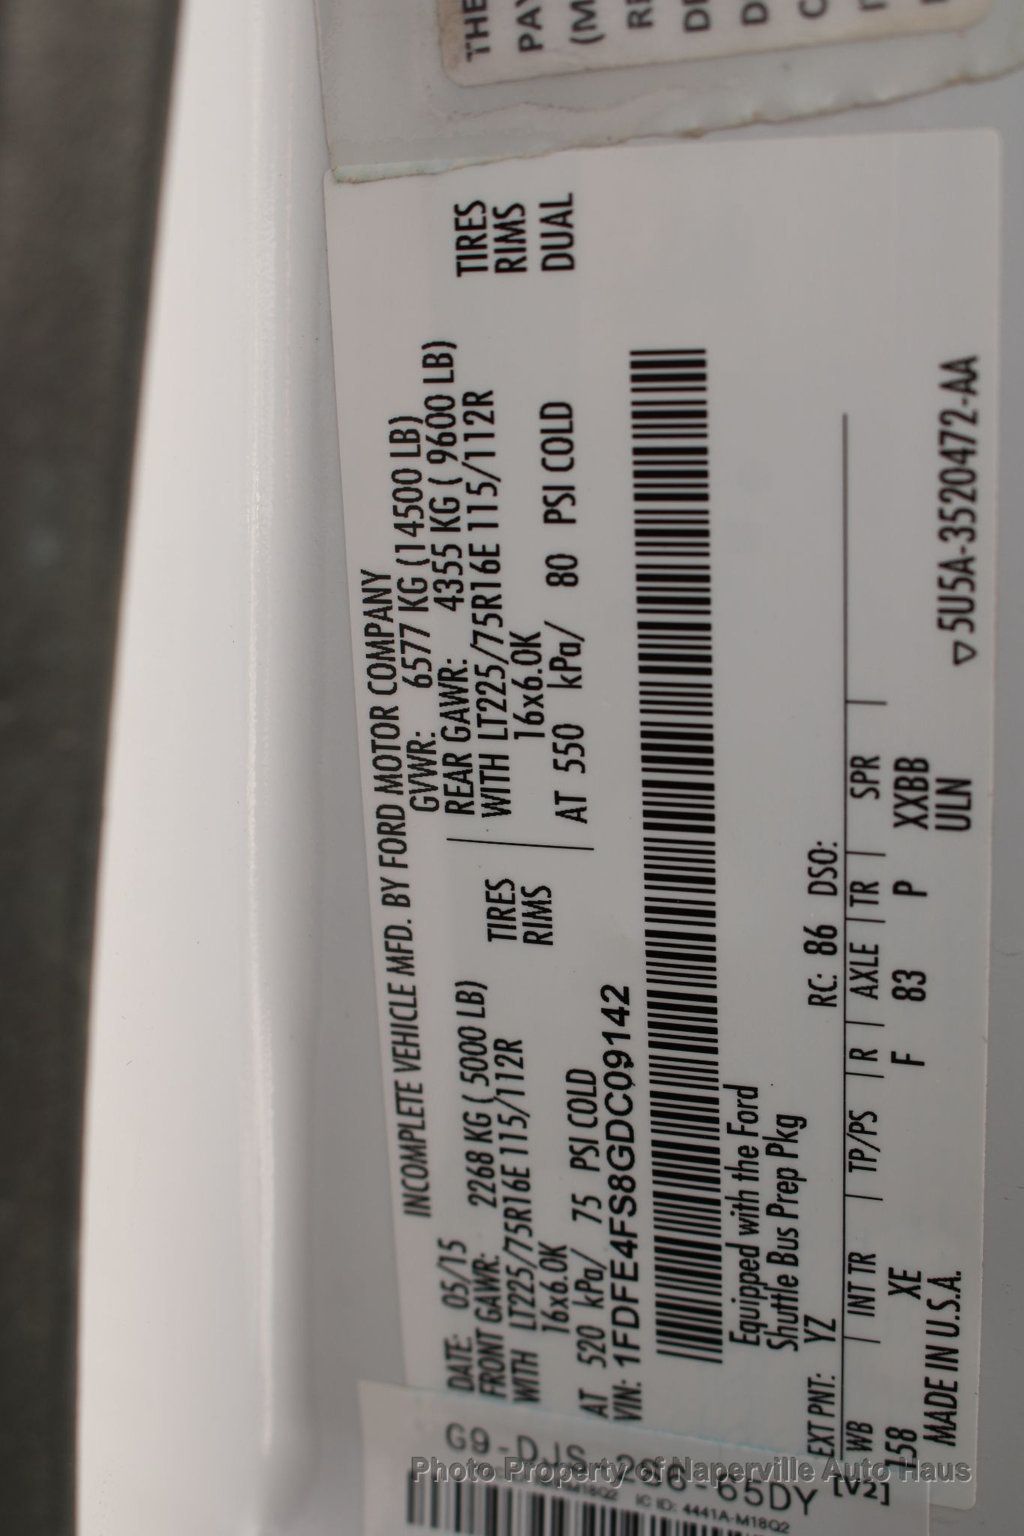 THE
PAY
INCOMPLETE VEHICLE MFD. BY FORD MOTOR COMPANY
DATE: 05/15 GVWR: 6577 KG (14500 LB)
FRONT GAWR: 2268 KG ( 5000 LB) REAR GAWR: 4355 KG ( 9600 LB)
WITH LT225/75R16E 115/112R TIRES WITH LT225/75R16E 115/112R TIRES
16x6.0K RIMS 16x6.0K RIMS
AT 520 kPa/ 75 PSI COLD AT 550 kPa/ 80 PSI COLD DUAL
VIN: 1FDFE4FS8GDC09142
Equipped with the Ford
Shuttle Bus Prep Pkg
EXT PNT: YZ RC: 86 DSO:
WB | INT TR | TP/PS | R | AXLE | TR | SPR |
158 XE F 83 P XXBB
ULN
MADE IN U.S.A. ▽5U5A-3520472-AA
IC ID: 4441A-M18Q2
[V2]
Photo Property of Naperville Auto Haus